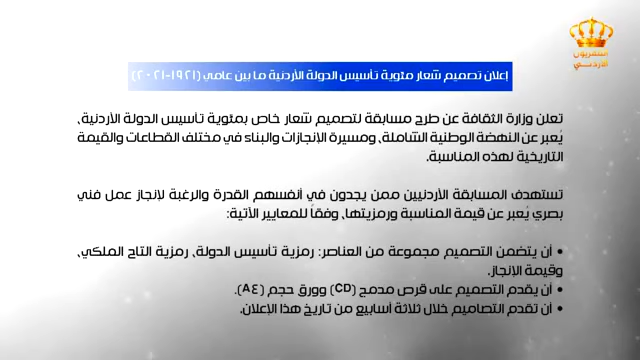 التلفزيون
الأردني
إعلان تصميم شعار مئوية تأسيس الدولة الأردنية ما بين عامي (١٩٢١-٢٠٢١)
تعلن وزارة الثقافة عن طرح مسابقة لتصميم شعار خاص بمئوية تأسيس الدولة الأردنية،
يُعبر عن النهضة الوطنية الشاملة، ومسيرة الإنجازات والبناء في مختلف القطاعات والقيمة
التاريخية لهذه المناسبة.
تستهدف المسابقة الأردنيين ممن يجدون في أنفسهم القدرة والرغبة لإنجاز عمل فني
بصري يُعبر عن قيمة المناسبة ورمزيتها، وفقاً للمعايير الآتية:
• أن يتضمن التصميم مجموعة من العناصر: رمزية تأسيس الدولة، رمزية التاج الملكي،
وقيمة الإنجاز.
• أن يقدم التصميم على قرص مدمج (CD) وورق حجم (A٤).
• أن تقدم التصاميم خلال ثلاثة أسابيع من تاريخ هذا الإعلان.